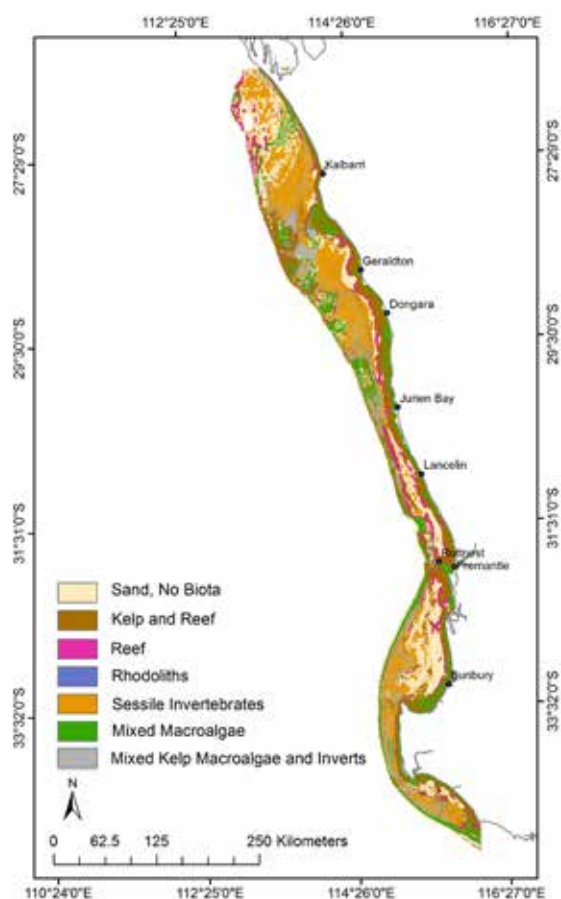 112°25'0"E 114°26'0"E 116°27'0"E
27°29'0"S
27°29'0"S
Kalbarri
Geraldton
Dongara
29°30'0"S
29°30'0"S
Jurien Bay
Lancelin
31°31'0"S
31°31'0"S
Rottnest
Fremantle
Sand, No Biota
Kelp and Reef
Reef
Rhodoliths
Sessile Invertebrates
Mixed Macroalgae
Mixed Kelp Macroalgae and Inverts
Bunbury
33°32'0"S
33°32'0"S
N
0 62.5 125 250 Kilometers
110°24'0"E 112°25'0"E 114°26'0"E 116°27'0"E